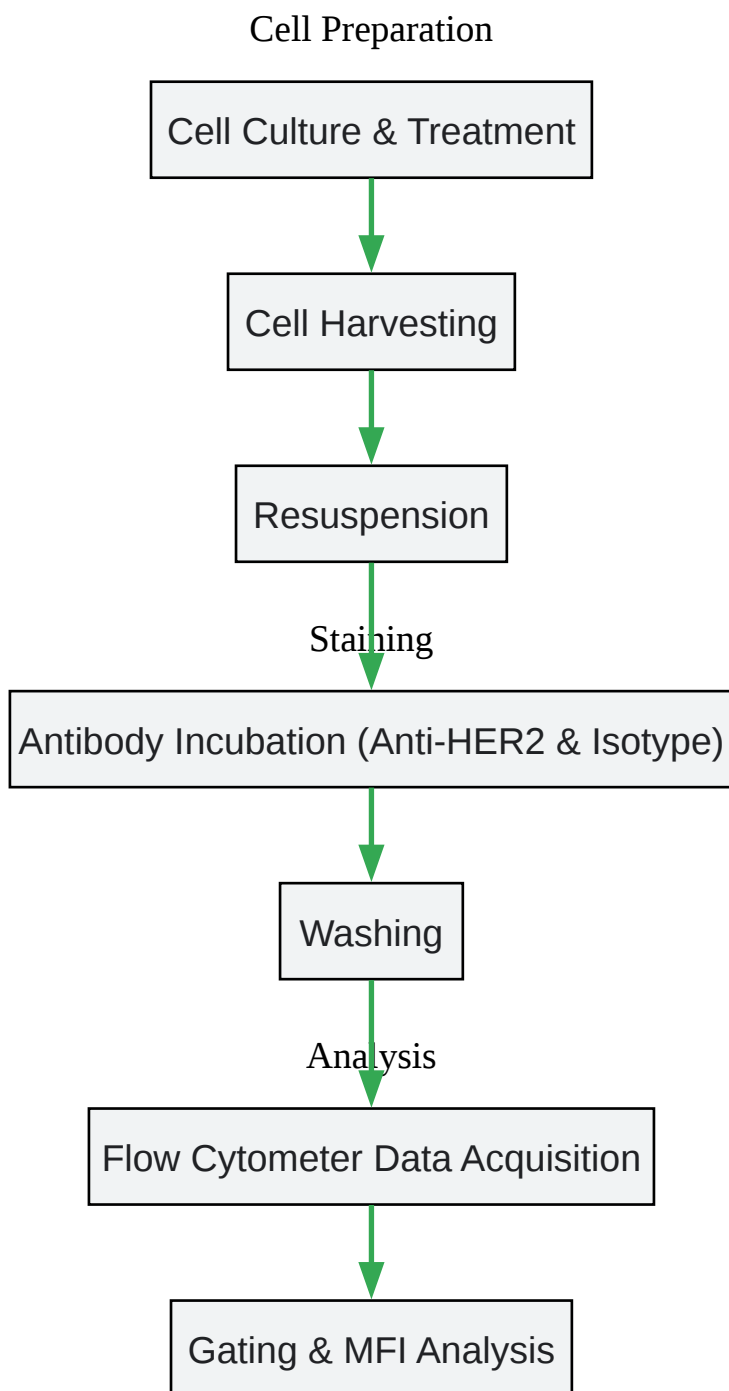 Cell Preparation
Cell Culture & Treatment
Cell Harvesting
Resuspension
Staining
Antibody Incubation (Anti-HER2 & Isotype)
Washing
Analysis
Flow Cytometer Data Acquisition
Gating & MFI Analysis